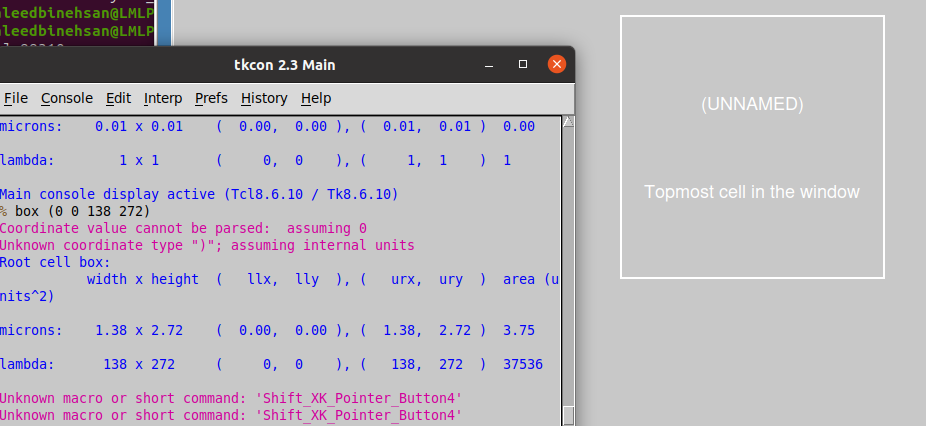 aleedbinehsan@LMLP
aleedbinehsan@LMLP
tkcon 2.3 Main
File Console Edit Interp Prefs History Help
microns: 0.01 x 0.01 ( 0.00, 0.00 ), ( 0.01, 0.01 ) 0.00
lambda: 1 x 1 ( 0, 0 ), ( 1, 1 ) 1
Main console display active (Tcl8.6.10 / Tk8.6.10)
% box (0 0 138 272)
Coordinate value cannot be parsed: assuming 0
Unknown coordinate type ")"; assuming internal units
Root cell box:
width x height ( llx, lly ), ( urx, ury ) area (u
nits^2)
microns: 1.38 x 2.72 ( 0.00, 0.00 ), ( 1.38, 2.72 ) 3.75
lambda: 138 x 272 ( 0, 0 ), ( 138, 272 ) 37536
Unknown macro or short command: 'Shift_XK_Pointer_Button4'
Unknown macro or short command: 'Shift_XK_Pointer_Button4'
(UNNAMED)
Topmost cell in the window